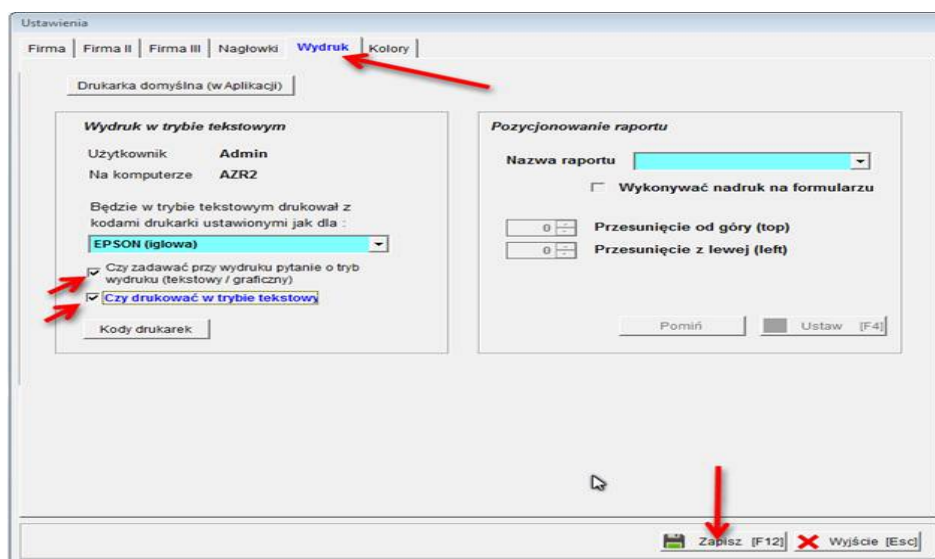 Ustawienia
Firma Firma II Firma III Nagłowki Wydruk Kolory
Drukarka domyślna (w Aplikacji)
Wydruk w trybie tekstowym
Użytkownik Admin
Na komputerze AZR2
Będzie w trybie tekstowym drukował z
kodami drukarki ustawionymi jak dla :
EPSON (igłowa)
Czy zadawać przy wydruku pytanie o tryb
wydruku (tekstowy / graficzny)
Czy drukować w trybie tekstowy
Kody drukarek
Pozycjonowanie raportu
Nazwa raportu
Wykonywać nadruk na formularzu
0 Przesunięcie od góry (top)
0 Przesunięcie z lewej (left)
Pomiń Ustaw [F4]
Zapisz [F12] Wyjście [Esc]